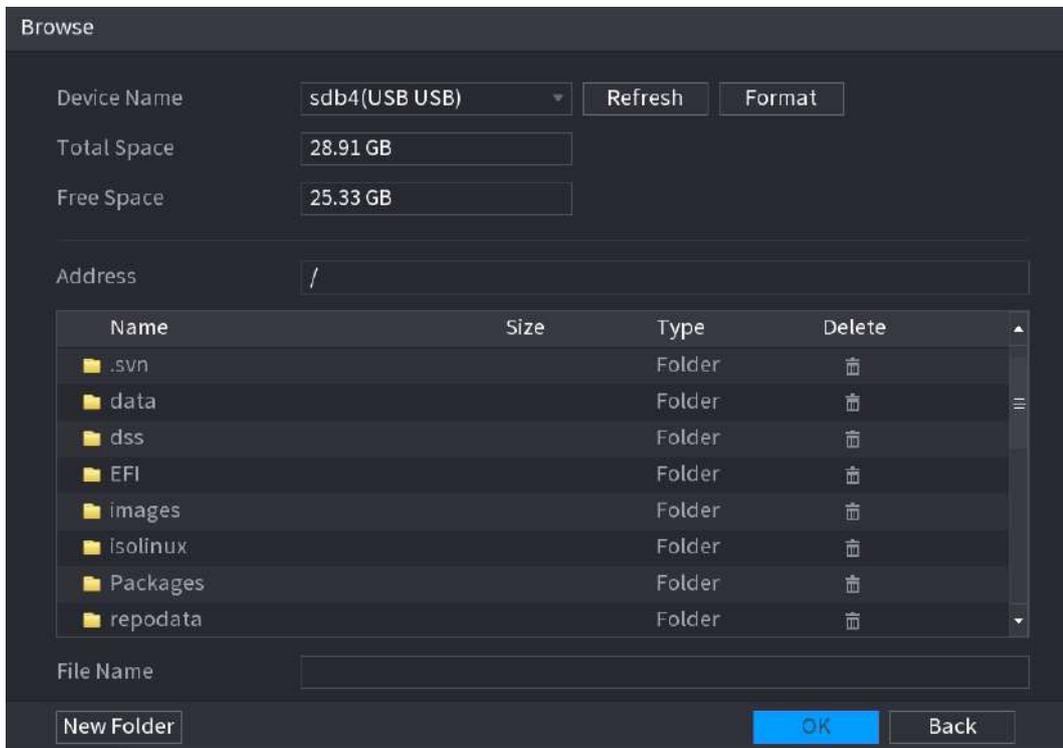 Browse
Device Name sdb4(USB USB) Refresh Format
Total Space 28.91 GB
Free Space 25.33 GB
Address /
Name Size Type Delete
.svn Folder
data Folder
dss Folder
EFI Folder
images Folder
isolinux Folder
Packages Folder
repodata Folder
File Name
New Folder OK Back